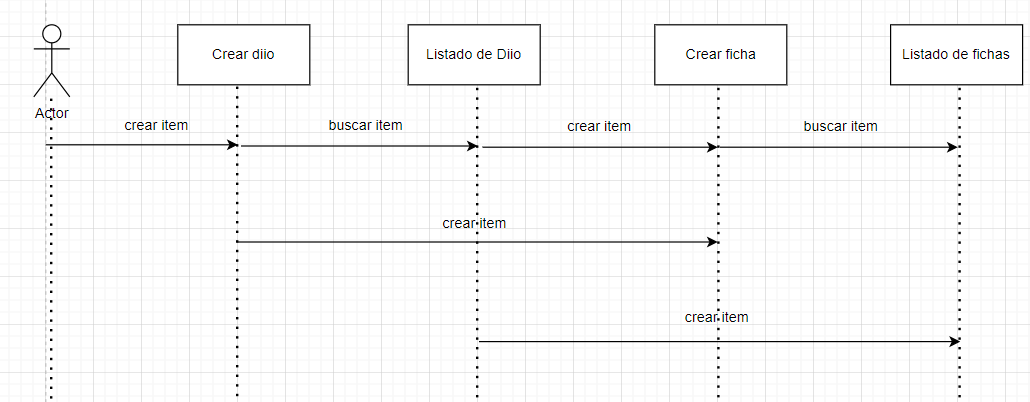 Crear diio
Listado de Diio
Crear ficha
Listado de fichas
Actor
crear item
buscar item
crear item
buscar item
crear item
crear item